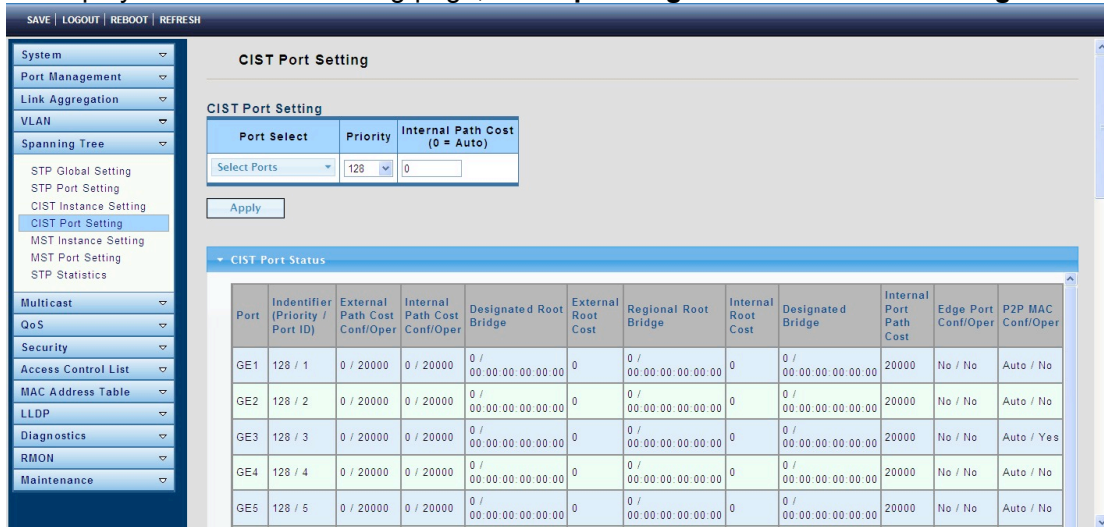 SAVE | LOGOUT | REBOOT | REFRESH
System
Port Management
Link Aggregation
VLAN
Spanning Tree
STP Global Setting
STP Port Setting
CIST Instance Setting
CIST Port Setting
MST Instance Setting
MST Port Setting
STP Statistics
Multicast
QoS
Security
Access Control List
MAC Address Table
LLDP
Diagnostics
RMON
Maintenance
CIST Port Setting
CIST Port Setting
Port Select Priority Internal Path Cost (0 = Auto)
Select Ports 128 0
Apply
CIST Port Status
Port Indentifier (Priority / Port ID) External Path Cost Conf/Oper Internal Path Cost Conf/Oper Designated Root Bridge External Root Cost Regional Root Bridge Internal Root Cost Designated Bridge Internal Port Path Cost Edge Port Conf/Oper P2P MAC Conf/Oper
GE1 128 / 1 0 / 20000 0 / 20000 0 / 00:00:00:00:00:00 0 0 / 00:00:00:00:00:00 0 0 / 00:00:00:00:00:00 20000 No / No Auto / No
GE2 128 / 2 0 / 20000 0 / 20000 0 / 00:00:00:00:00:00 0 0 / 00:00:00:00:00:00 0 0 / 00:00:00:00:00:00 20000 No / No Auto / No
GE3 128 / 3 0 / 20000 0 / 20000 0 / 00:00:00:00:00:00 0 0 / 00:00:00:00:00:00 0 0 / 00:00:00:00:00:00 20000 No / No Auto / Yes
GE4 128 / 4 0 / 20000 0 / 20000 0 / 00:00:00:00:00:00 0 0 / 00:00:00:00:00:00 0 0 / 00:00:00:00:00:00 20000 No / No Auto / No
GE5 128 / 5 0 / 20000 0 / 20000 0 / 00:00:00:00:00:00 0 0 / 00:00:00:00:00:00 0 0 / 00:00:00:00:00:00 20000 No / No Auto / No